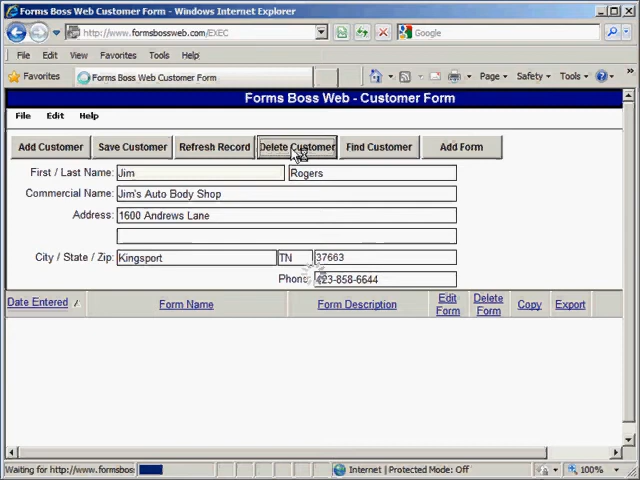 Forms Boss Web Customer Form - Windows Internet Explorer
http://www.formsbossweb.com/EXEC
Google
File Edit View Favorites Tools Help
Favorites Forms Boss Web Customer Form Page Safety Tools
Forms Boss Web - Customer Form
File Edit Help
Add Customer Save Customer Refresh Record Delete Customer Find Customer Add Form
First / Last Name: Jim Rogers
Commercial Name: Jim's Auto Body Shop
Address: 1600 Andrews Lane
City / State / Zip: Kingsport TN 37663
Phone: 423-858-6644
Date Entered Form Name Form Description Edit Form Delete Form Copy Export
Waiting for http://www.formsboss Internet | Protected Mode: Off 100%